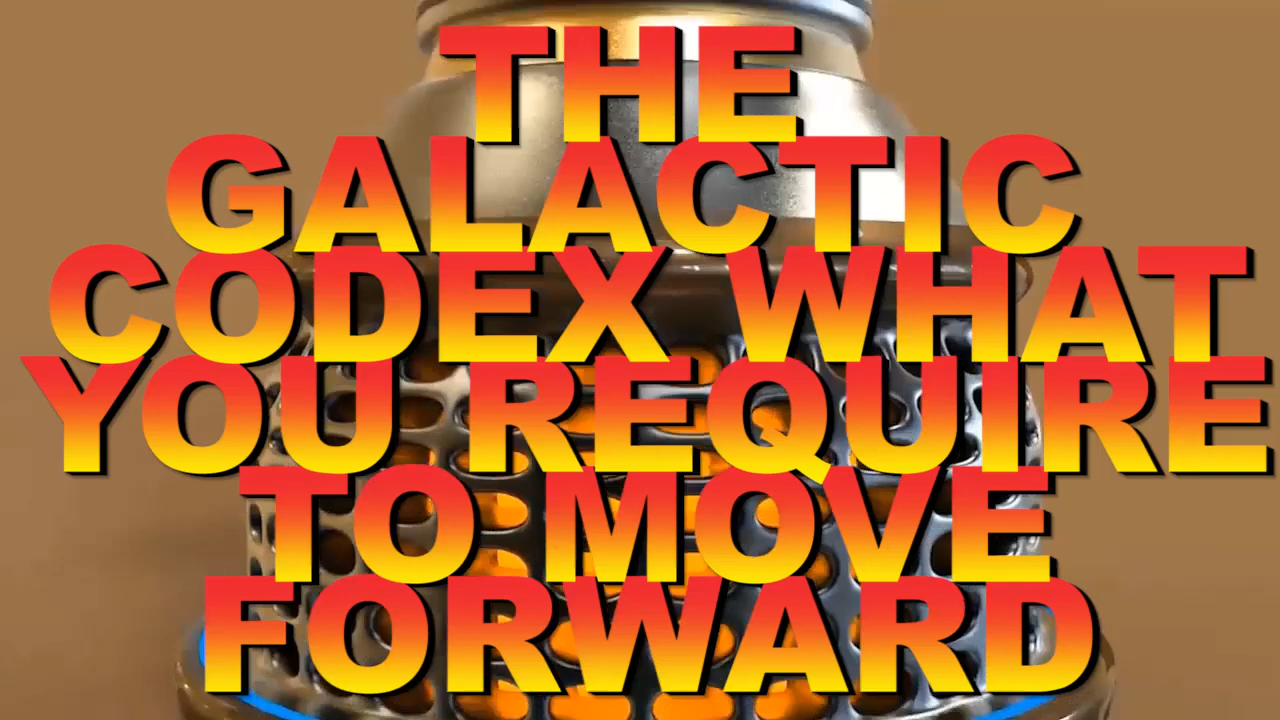 THE
GALACTIC
CODEX WHAT
YOU REQUIRE
TO MOVE
FORWARD